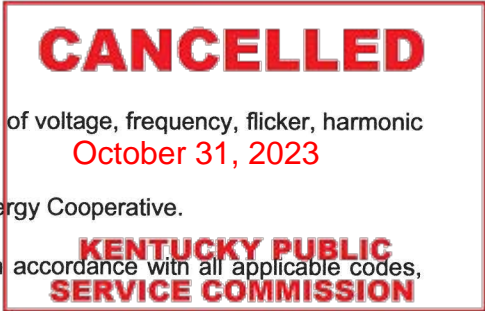 CANCELLED
of voltage, frequency, flicker, harmonic
October 31, 2023
ergy Cooperative.
KENTUCKY PUBLIC
accordance with all applicable codes,
SERVICE COMMISSION